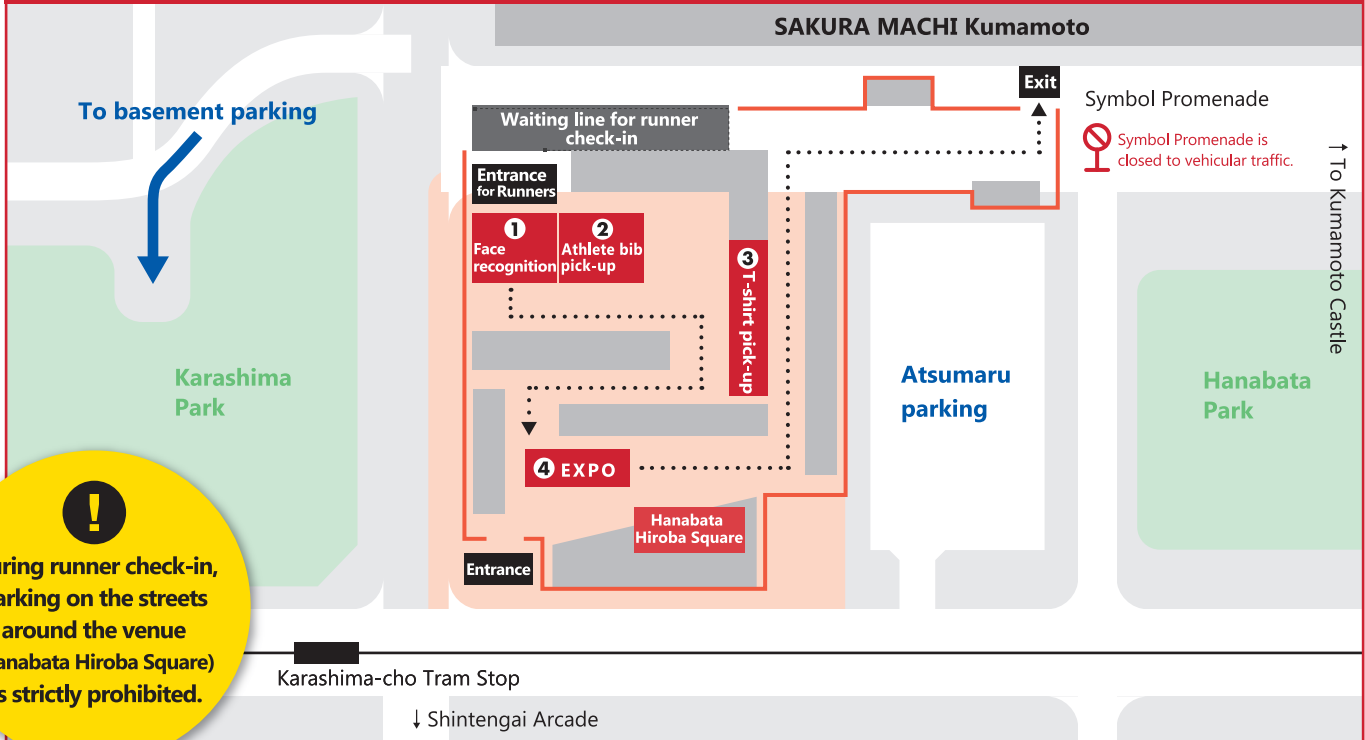 SAKURA MACHI Kumamoto
To basement parking
Waiting line for runner
check-in
Exit
Symbol Promenade
Symbol Promenade is
closed to vehicular traffic.
↑ To Kumamoto Castle
Entrance
for Runners
① Face
recognition
② Athlete bib
pick-up
③ T-shirt pick-up
Karashima
Park
Atsumaru
parking
Hanabata
Park
④ EXPO
Hanabata
Hiroba Square
Entrance
!
uring runner check-in,
arking on the streets
around the venue
anabata Hiroba Square)
s strictly prohibited.
Karashima-cho Tram Stop
↓ Shintengai Arcade